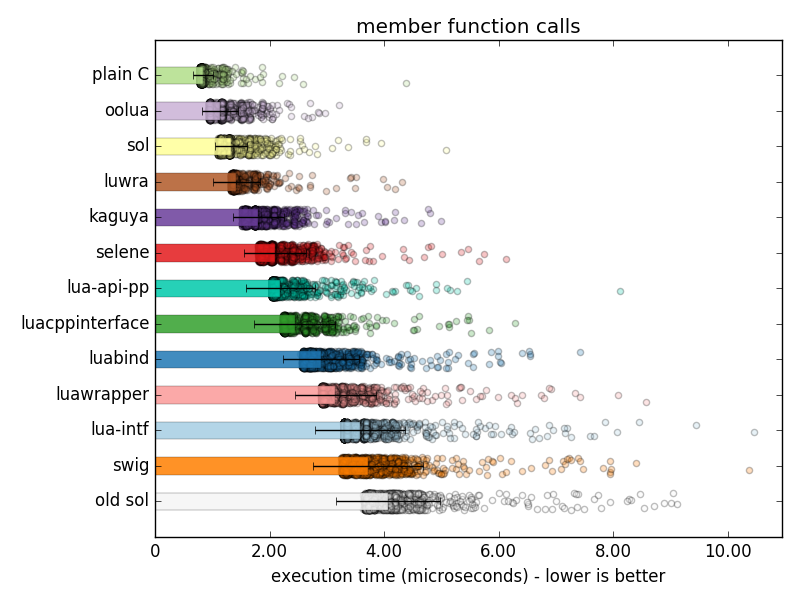 member function calls
plain C
oolua
sol
luwra
kaguya
selene
lua-api-pp
luacppinterface
luabind
luawrapper
lua-intf
swig
old sol
0 2.00 4.00 6.00 8.00 10.00
execution time (microseconds) - lower is better